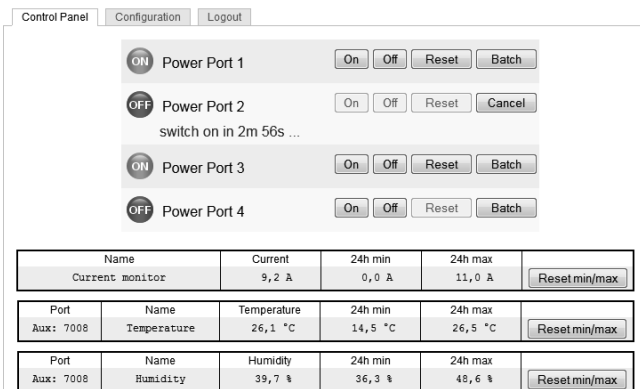 Control Panel Configuration Logout
ON Power Port 1 On Off Reset Batch
OFF Power Port 2 On Off Reset Cancel
switch on in 2m 56s ...
ON Power Port 3 On Off Reset Batch
OFF Power Port 4 On Off Reset Batch
Name Current 24h min 24h max
Current monitor 9,2 A 0,0 A 11,0 A Reset min/max
Port Name Temperature 24h min 24h max
Aux: 7008 Temperature 26,1 °C 14,5 °C 26,5 °C Reset min/max
Port Name Humidity 24h min 24h max
Aux: 7008 Humidity 39,7 % 36,3 % 48,6 % Reset min/max